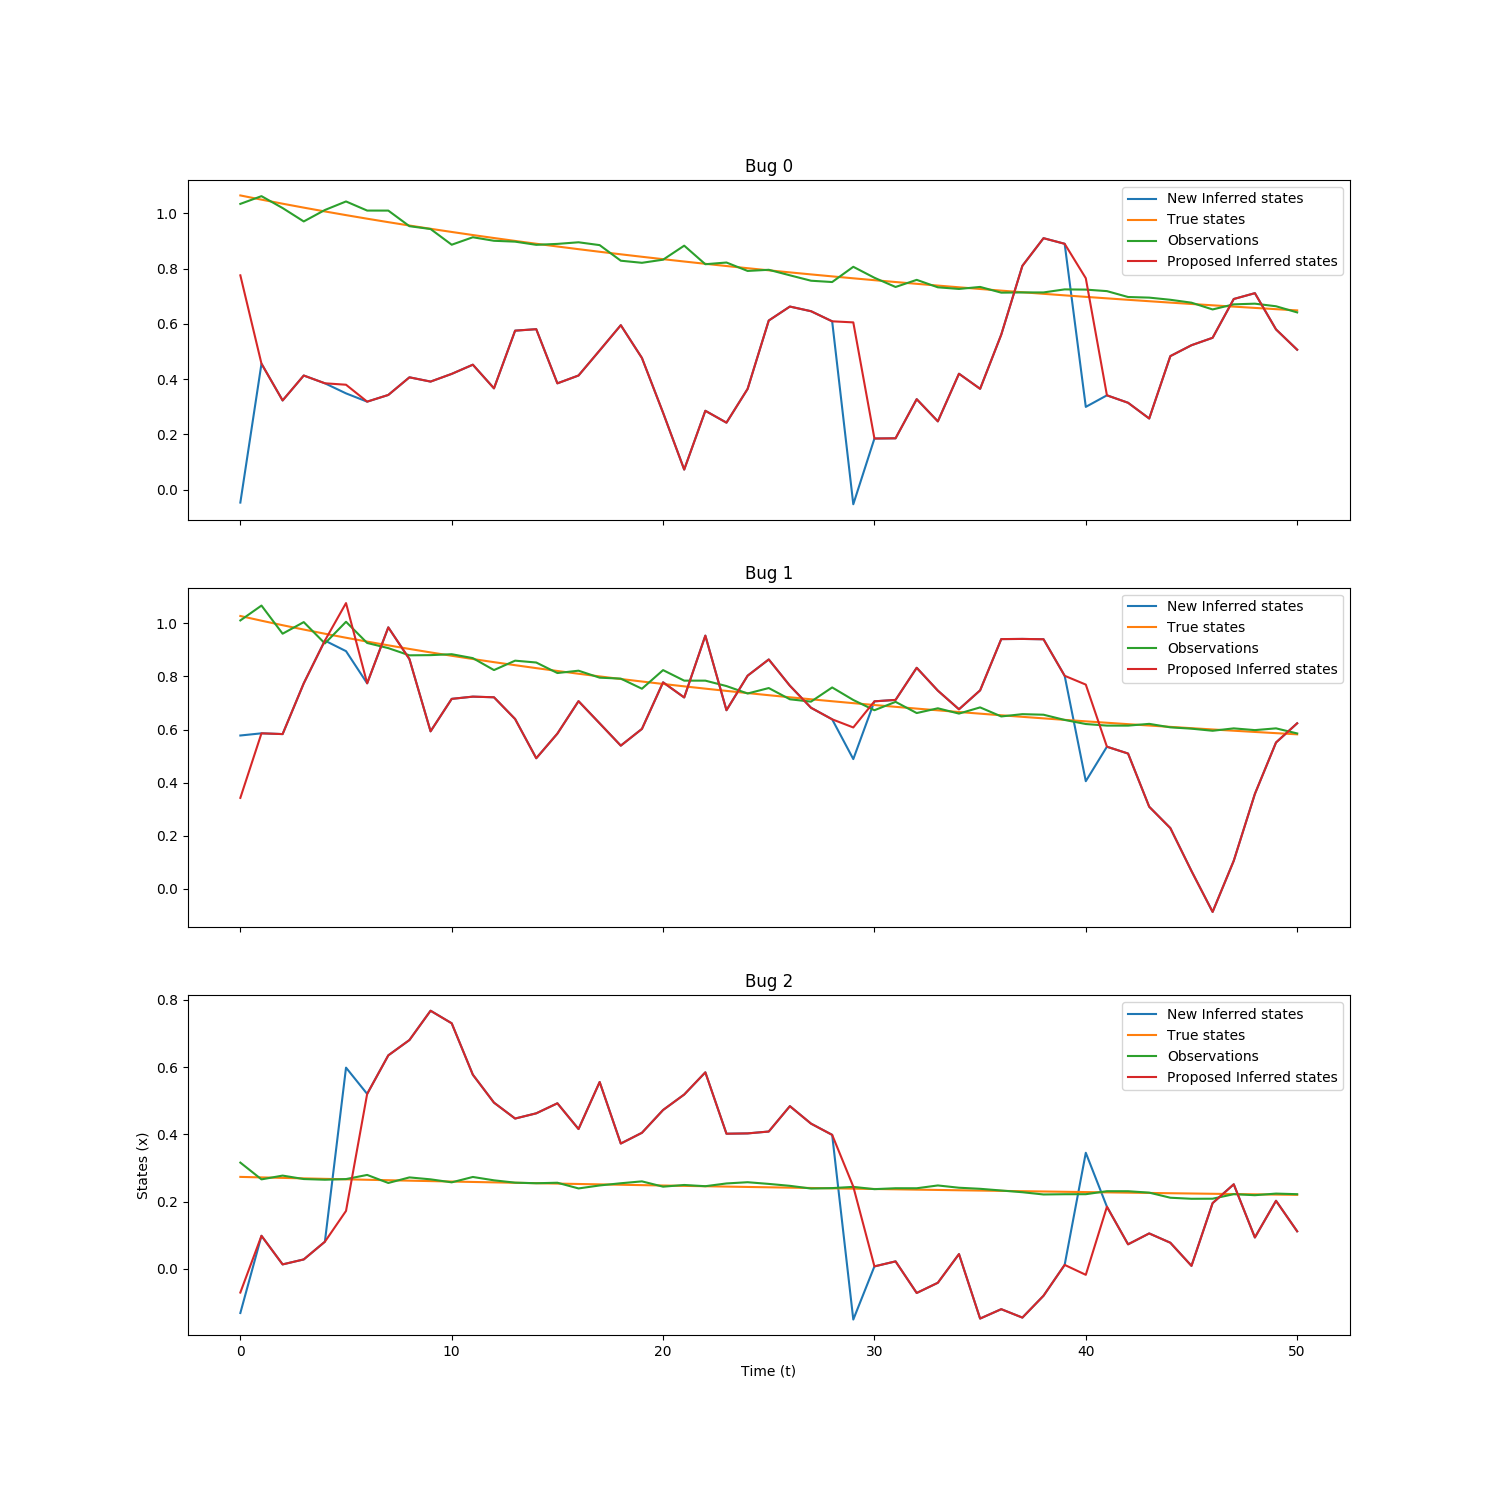 Bug 0
1.0
0.8
0.6
0.4
0.2
0.0
New Inferred states
True states
Observations
Proposed Inferred states
Bug 1
1.0
0.8
0.6
0.4
0.2
0.0
New Inferred states
True states
Observations
Proposed Inferred states
Bug 2
0.8
0.6
0.4
0.2
0.0
States (x)
New Inferred states
True states
Observations
Proposed Inferred states
0 10 20 30 40 50
Time (t)